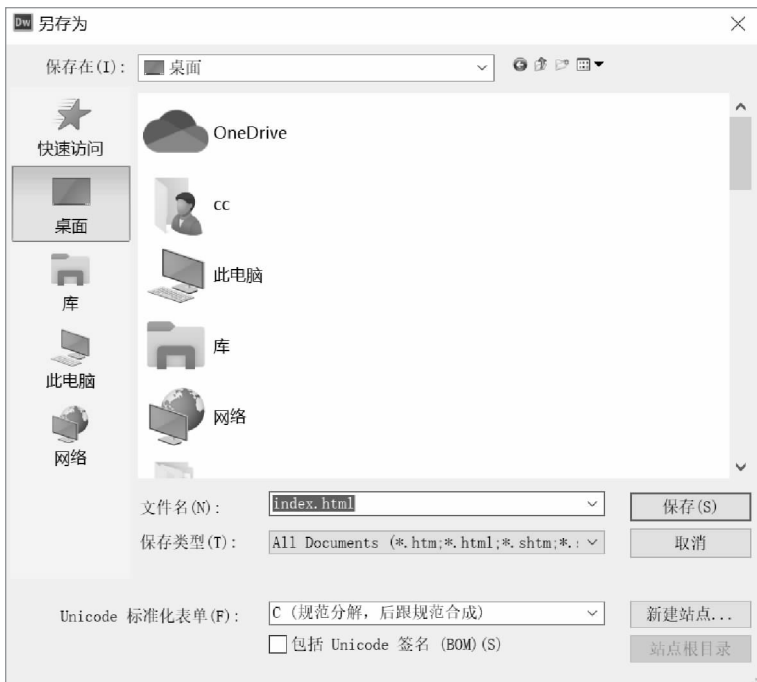 Dw 另存为
保存在(I):
桌面
快速访问
桌面
库
此电脑
网络
OneDrive
cc
此电脑
库
网络
文件名(N):
index.html
保存(S)
保存类型(T):
All Documents (*.htm;*.html;*.shtm;*.:
取消
Unicode 标准化表单(F):
C (规范分解，后跟规范合成)
新建站点...
包括 Unicode 签名 (BOM)(S)
站点根目录